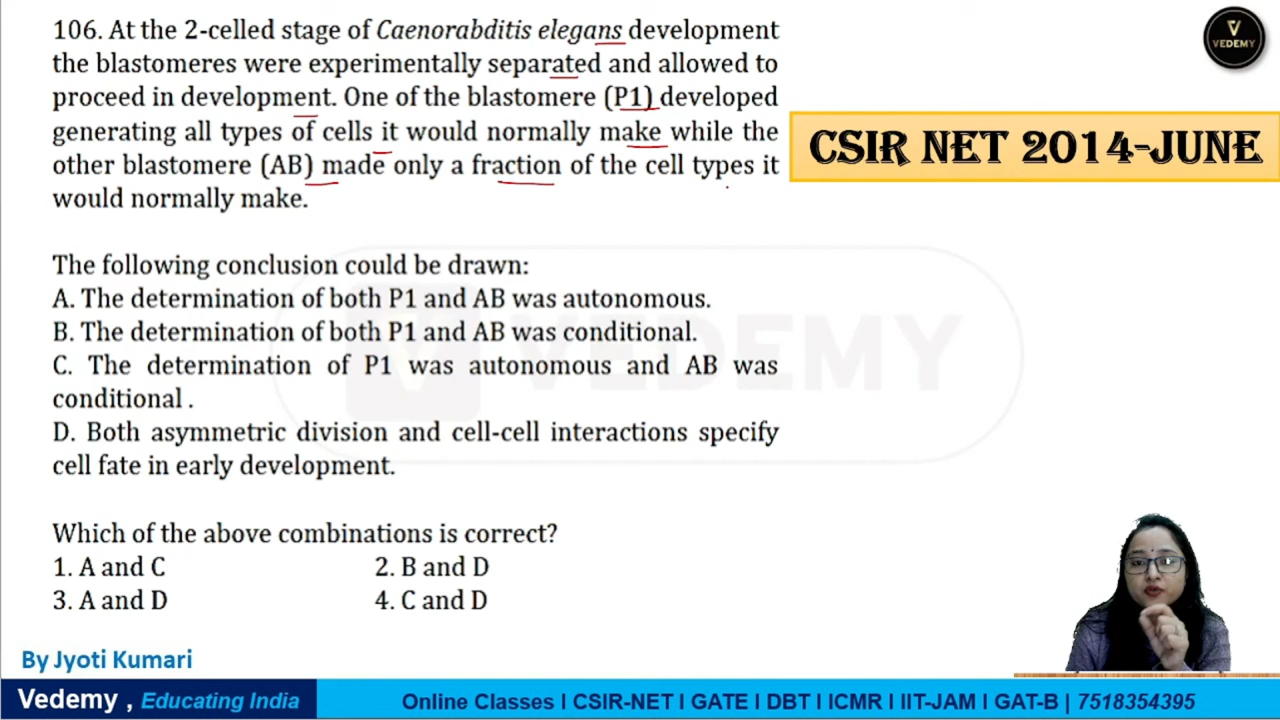 106. At the 2-celled stage of Caenorabditis elegans development
the blastomeres were experimentally separated and allowed to
proceed in development. One of the blastomere (P1) developed
generating all types of cells it would normally make while the
other blastomere (AB) made only a fraction of the cell types it
would normally make.
VEDEMY
CSIR NET 2014-JUNE
The following conclusion could be drawn:
A. The determination of both P1 and AB was autonomous.
B. The determination of both P1 and AB was conditional.
C. The determination of P1 was autonomous and AB was
conditional .
D. Both asymmetric division and cell-cell interactions specify
cell fate in early development.
VEDEMY
Which of the above combinations is correct?
1. A and C 2. B and D
3. A and D 4. C and D
By Jyoti Kumari
Vedemy , Educating India
Online Classes I CSIR-NET I GATE I DBT I ICMR I IIT-JAM I GAT-B | 7518354395